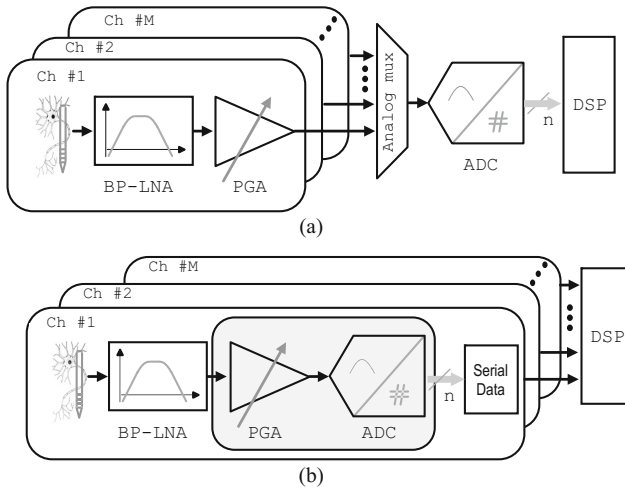 Ch #M
Ch #2
Ch #1
BP-LNA
PGA
Analog mux
ADC
n
DSP
(a)
Ch #M
Ch #2
Ch #1
BP-LNA
PGA
ADC
n
Serial
Data
DSP
(b)